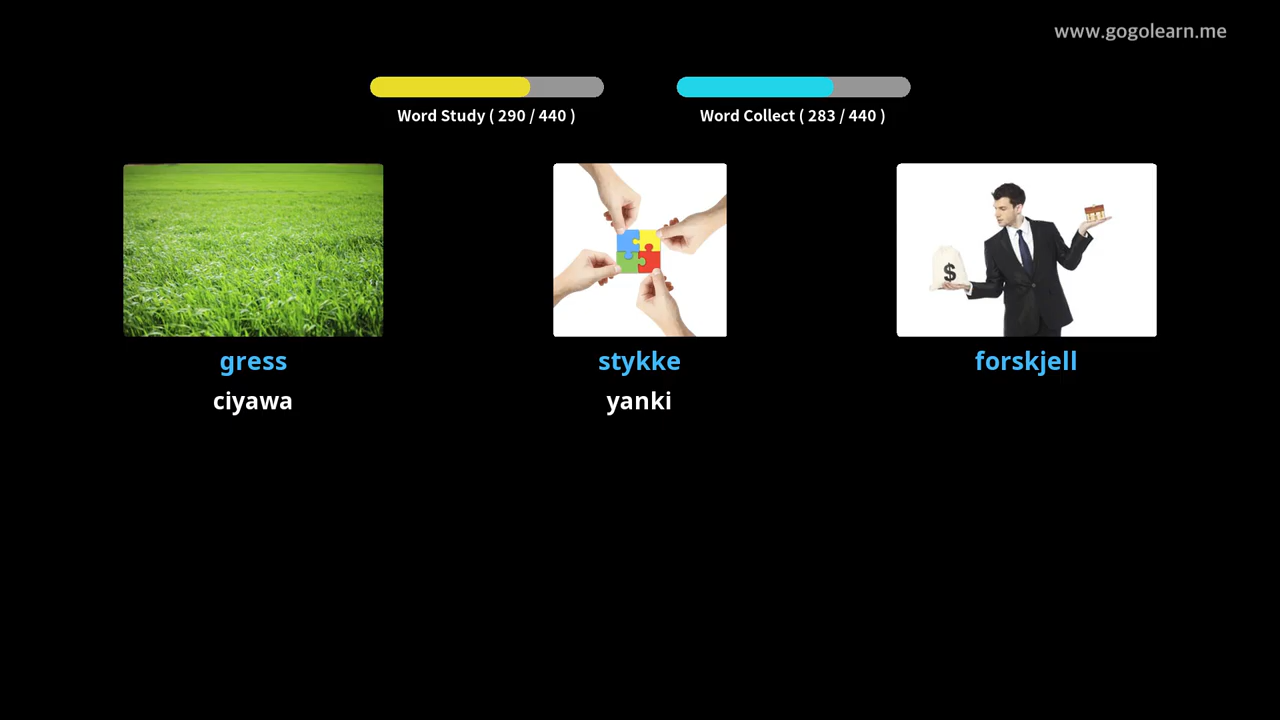 www.gogolearn.me
Word Study ( 290 / 440 )
Word Collect ( 283 / 440 )
$
gress
stykke
forskjell
ciyawa
yanki